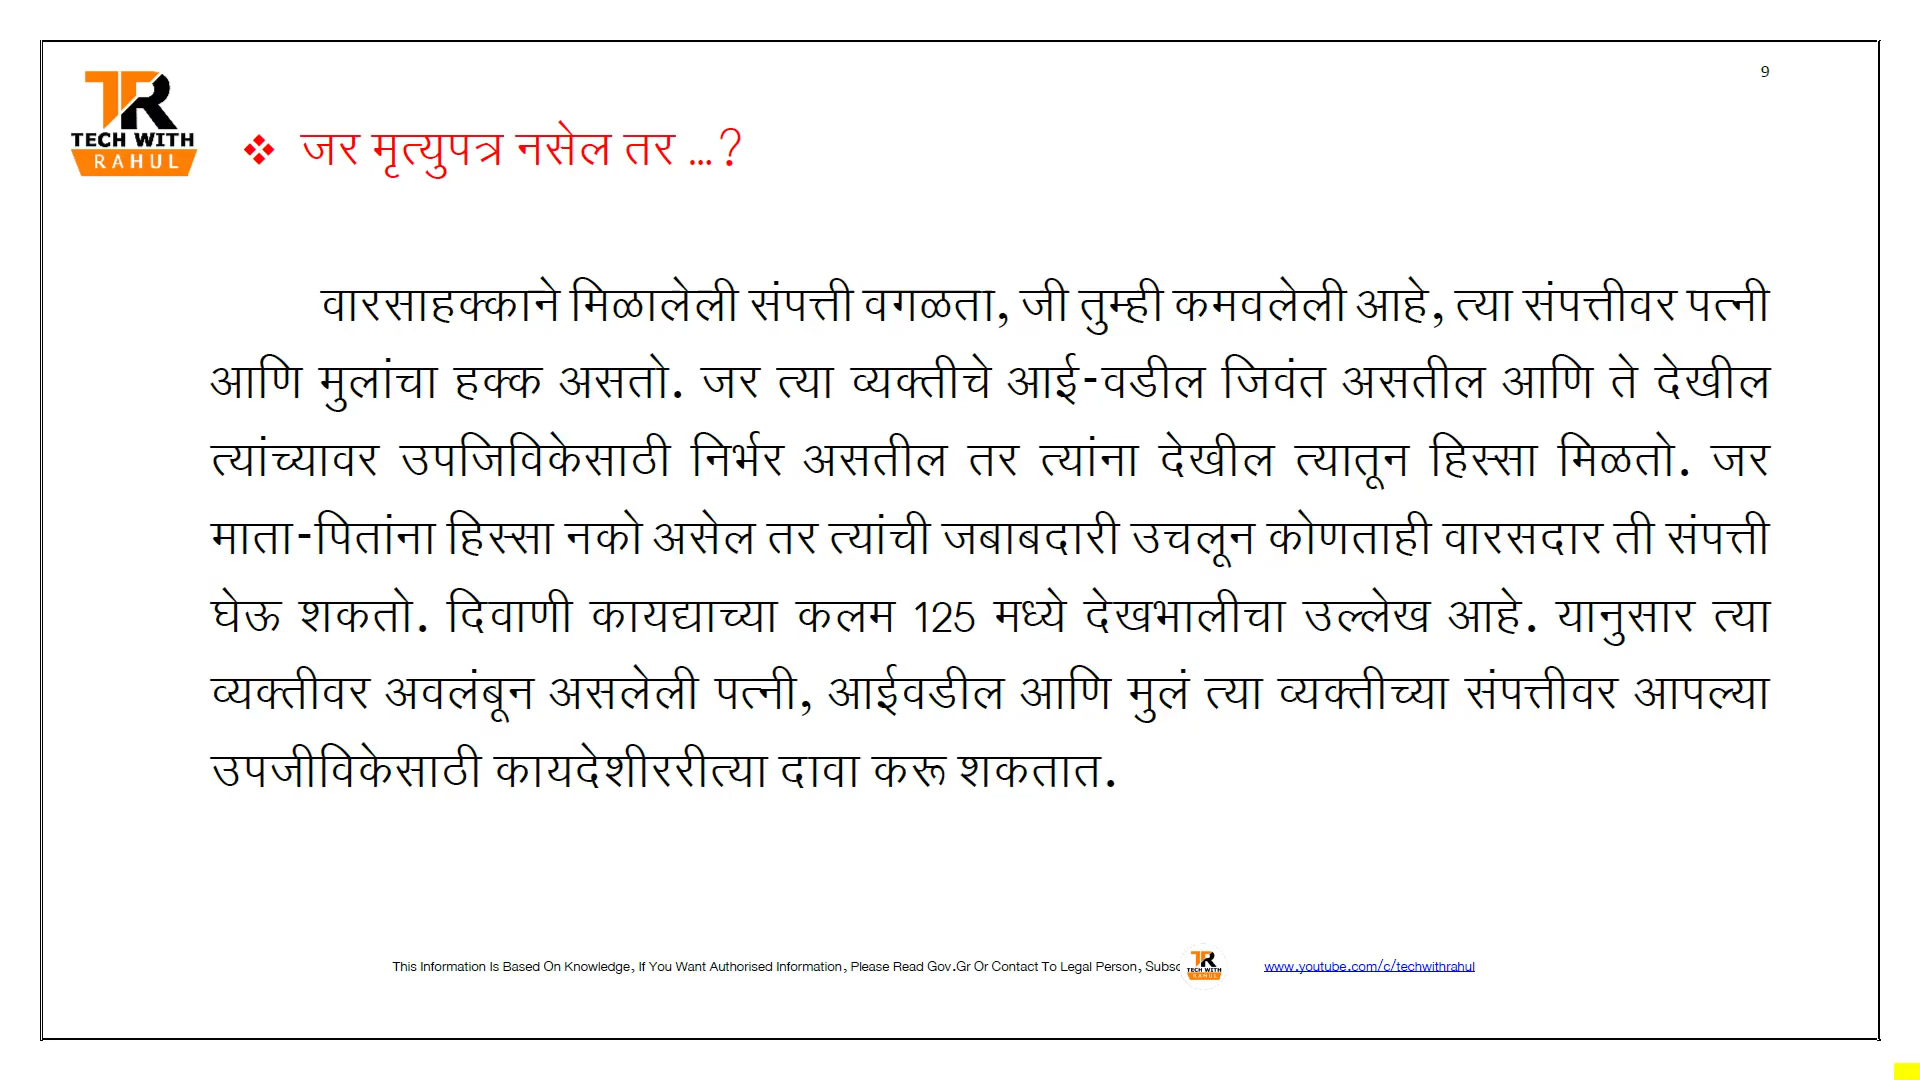 9
TECH WITH
RAHUL
जर मृत्युपत्र नसेल तर ...?
वारसाहक्काने मिळालेली संपत्ती वगळता, जी तुम्ही कमवलेली आहे, त्या संपत्तीवर पत्नी
आणि मुलांचा हक्क असतो. जर त्या व्यक्तीचे आई-वडील जिवंत असतील आणि ते देखील
त्यांच्यावर उपजिविकेसाठी निर्भर असतील तर त्यांना देखील त्यातून हिस्सा मिळतो. जर
माता-पितांना हिस्सा नको असेल तर त्यांची जबाबदारी उचलून कोणताही वारसदार ती संपत्ती
घेऊ शकतो. दिवाणी कायद्याच्या कलम 125 मध्ये देखभालीचा उल्लेख आहे. यानुसार त्या
व्यक्तीवर अवलंबून असलेली पत्नी, आईवडील आणि मुलं त्या व्यक्तीच्या संपत्तीवर आपल्या
उपजीविकेसाठी कायदेशीररीत्या दावा करू शकतात.
This Information Is Based On Knowledge, If You Want Authorised Information, Please Read Gov.Gr Or Contact To Legal Person, Subsc TECH WITH RAHUL www.youtube.com/c/techwithrahul